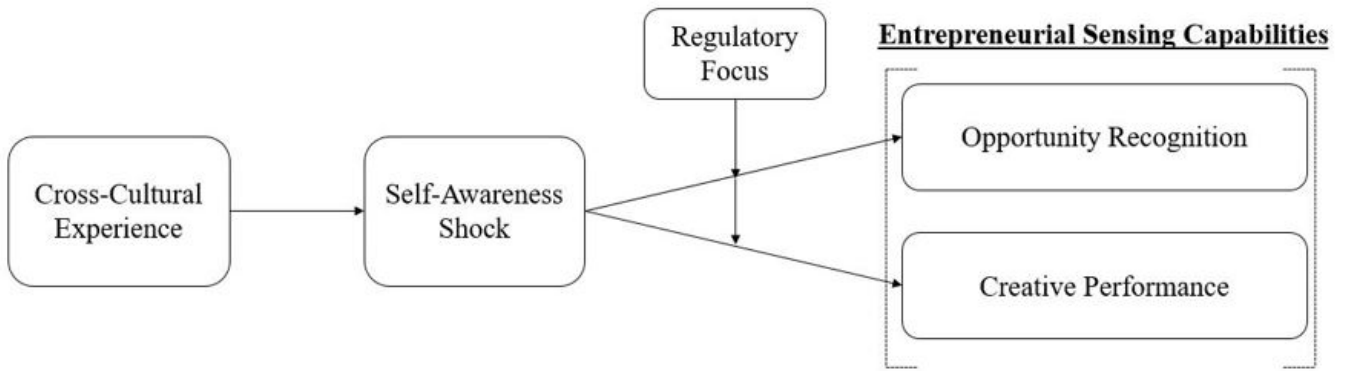 Regulatory
Focus
Entrepreneurial Sensing Capabilities
Opportunity Recognition
Cross-Cultural
Experience
Self-Awareness
Shock
Creative Performance